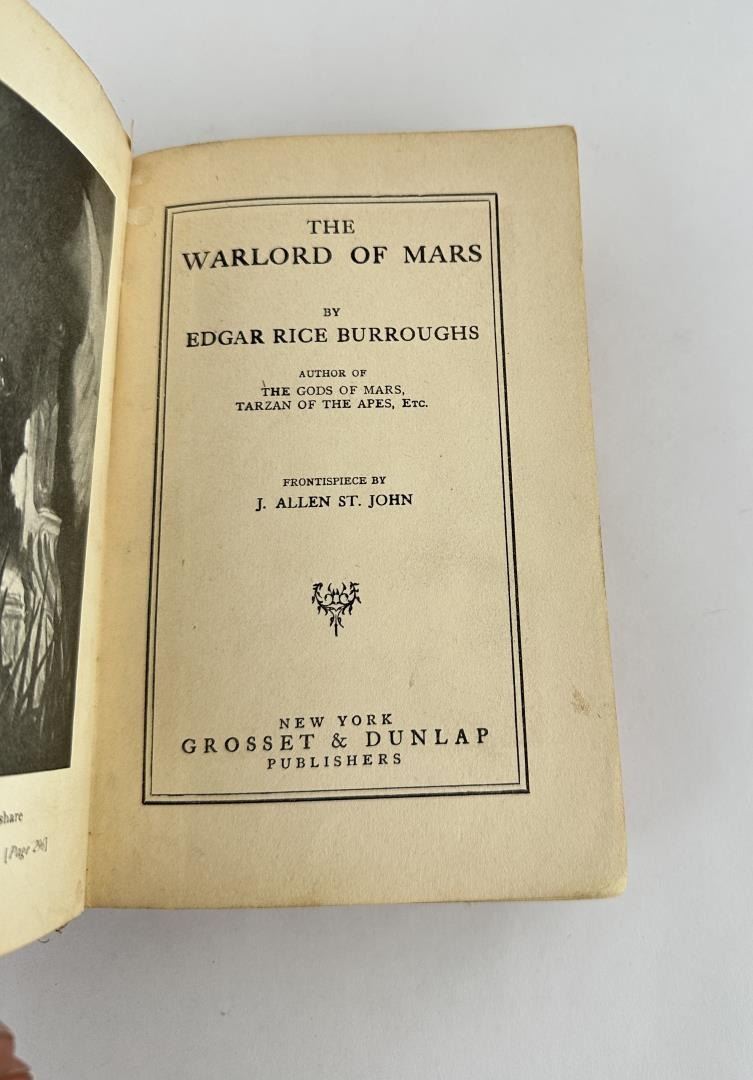 THE
WARLORD OF MARS
BY
EDGAR RICE BURROUGHS
AUTHOR OF
THE GODS OF MARS,
TARZAN OF THE APES, Etc.
FRONTISPIECE BY
J. ALLEN ST. JOHN
NEW YORK
GROSSET & DUNLAP
PUBLISHERS
share
[Page